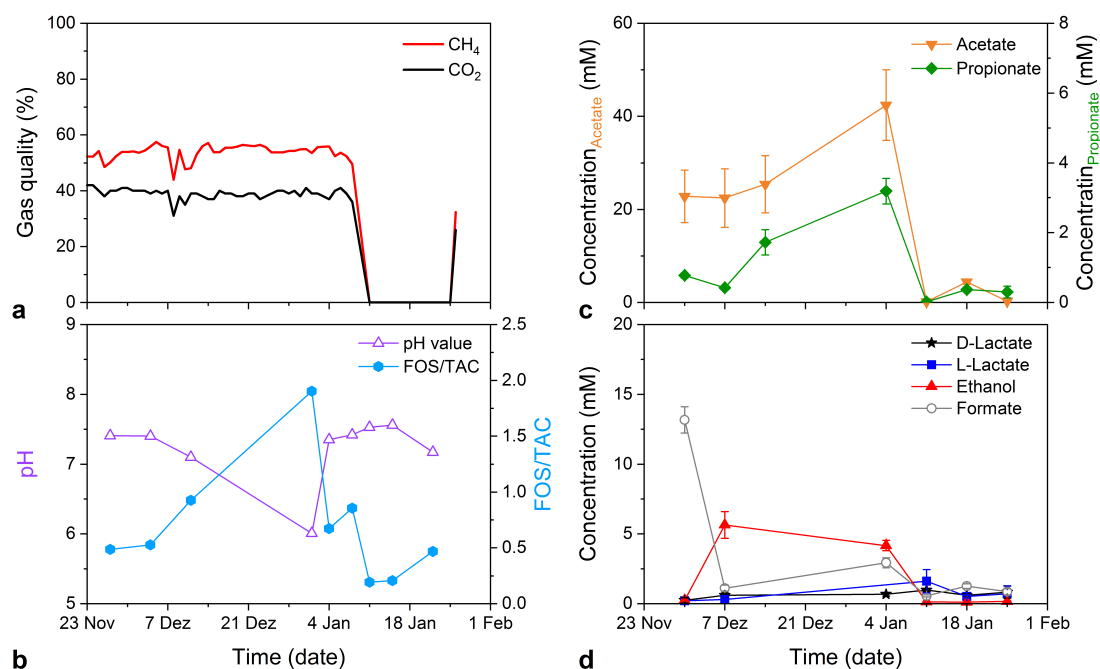 100
80
60
40
20
0
Gas quality (%)
CH4
CO2
a
60
40
20
0
8
6
4
2
0
ConcentrationAcetate (mM)
ConcentratinPropionate (mM)
Acetate
Propionate
c
9
8
7
6
5
2.5
2.0
1.5
1.0
0.5
0.0
pH
FOS/TAC
pH value
FOS/TAC
23 Nov 7 Dez 21 Dez 4 Jan 18 Jan 1 Feb
Time (date)
b
20
15
10
5
0
Concentration (mM)
D-Lactate
L-Lactate
Ethanol
Formate
23 Nov 7 Dez 21 Dez 4 Jan 18 Jan 1 Feb
Time (date)
d